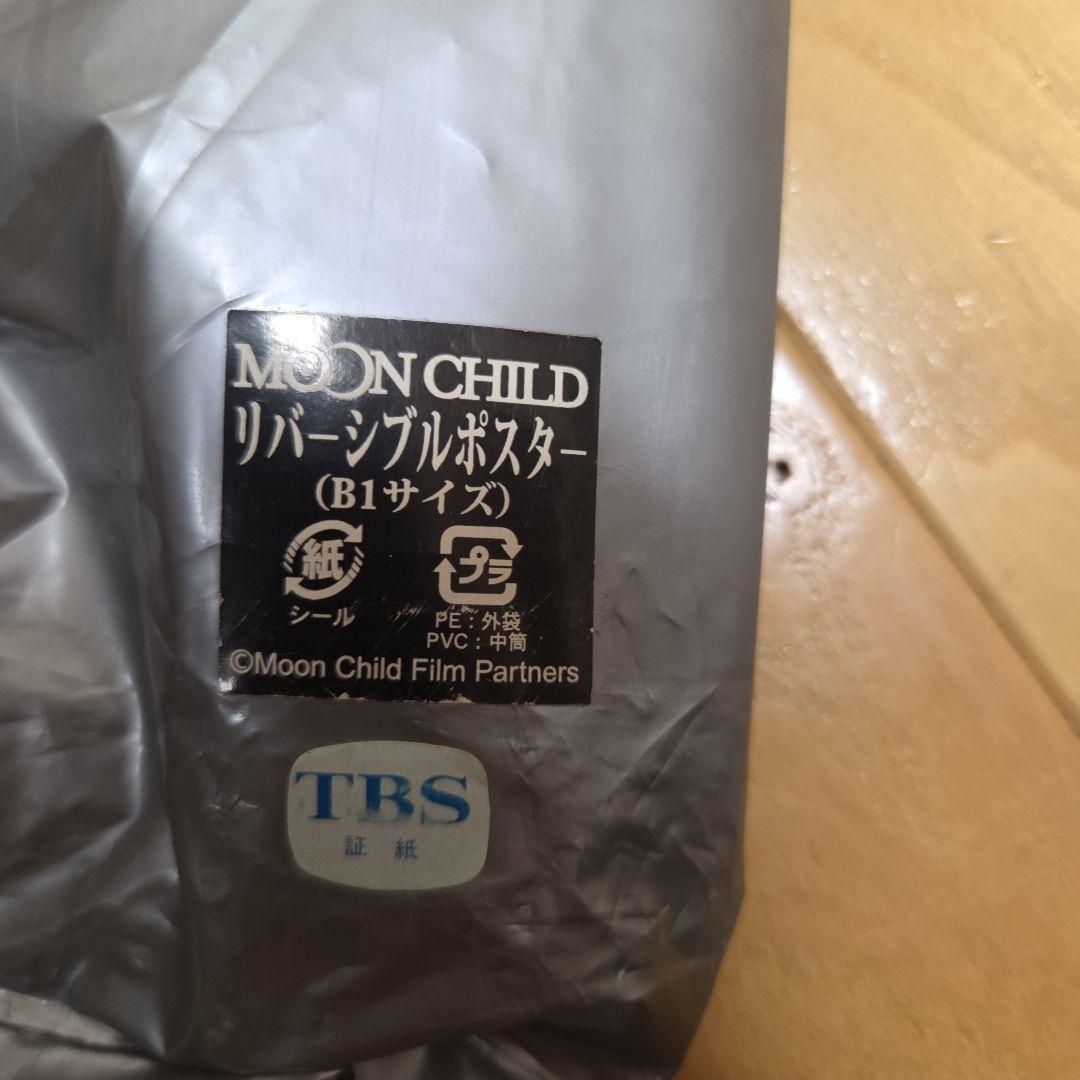 MOON CHILD
リバーシブルポスター
(B1サイズ)
紙
シール
プラ
PE:外袋
PVC:中筒
©Moon Child Film Partners
TBS
証紙